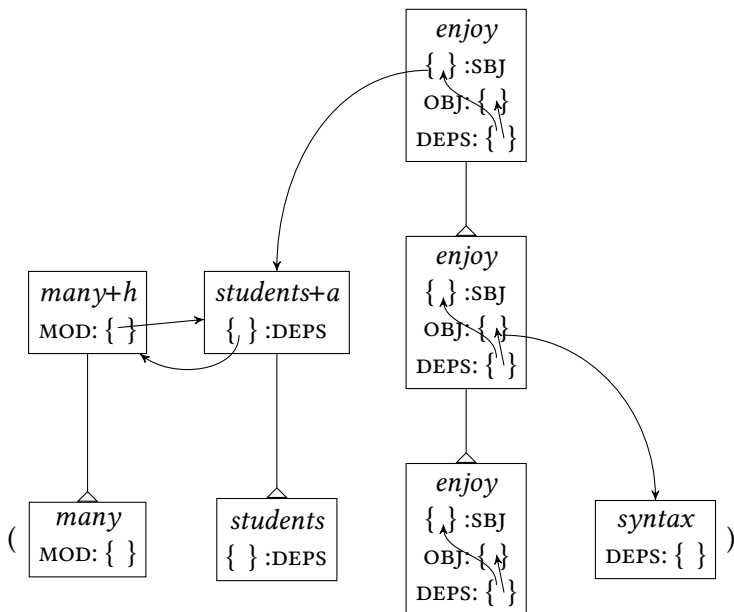 enjoy
{ } :SBJ
OBJ: { }
DEPS: { }
enjoy
{ } :SBJ
OBJ: { }
DEPS: { }
many+h
MOD: { }
students+a
{ } :DEPS
enjoy
{ } :SBJ
OBJ: { }
DEPS: { }
(
many
MOD: { }
students
{ } :DEPS
syntax
DEPS: { }
)